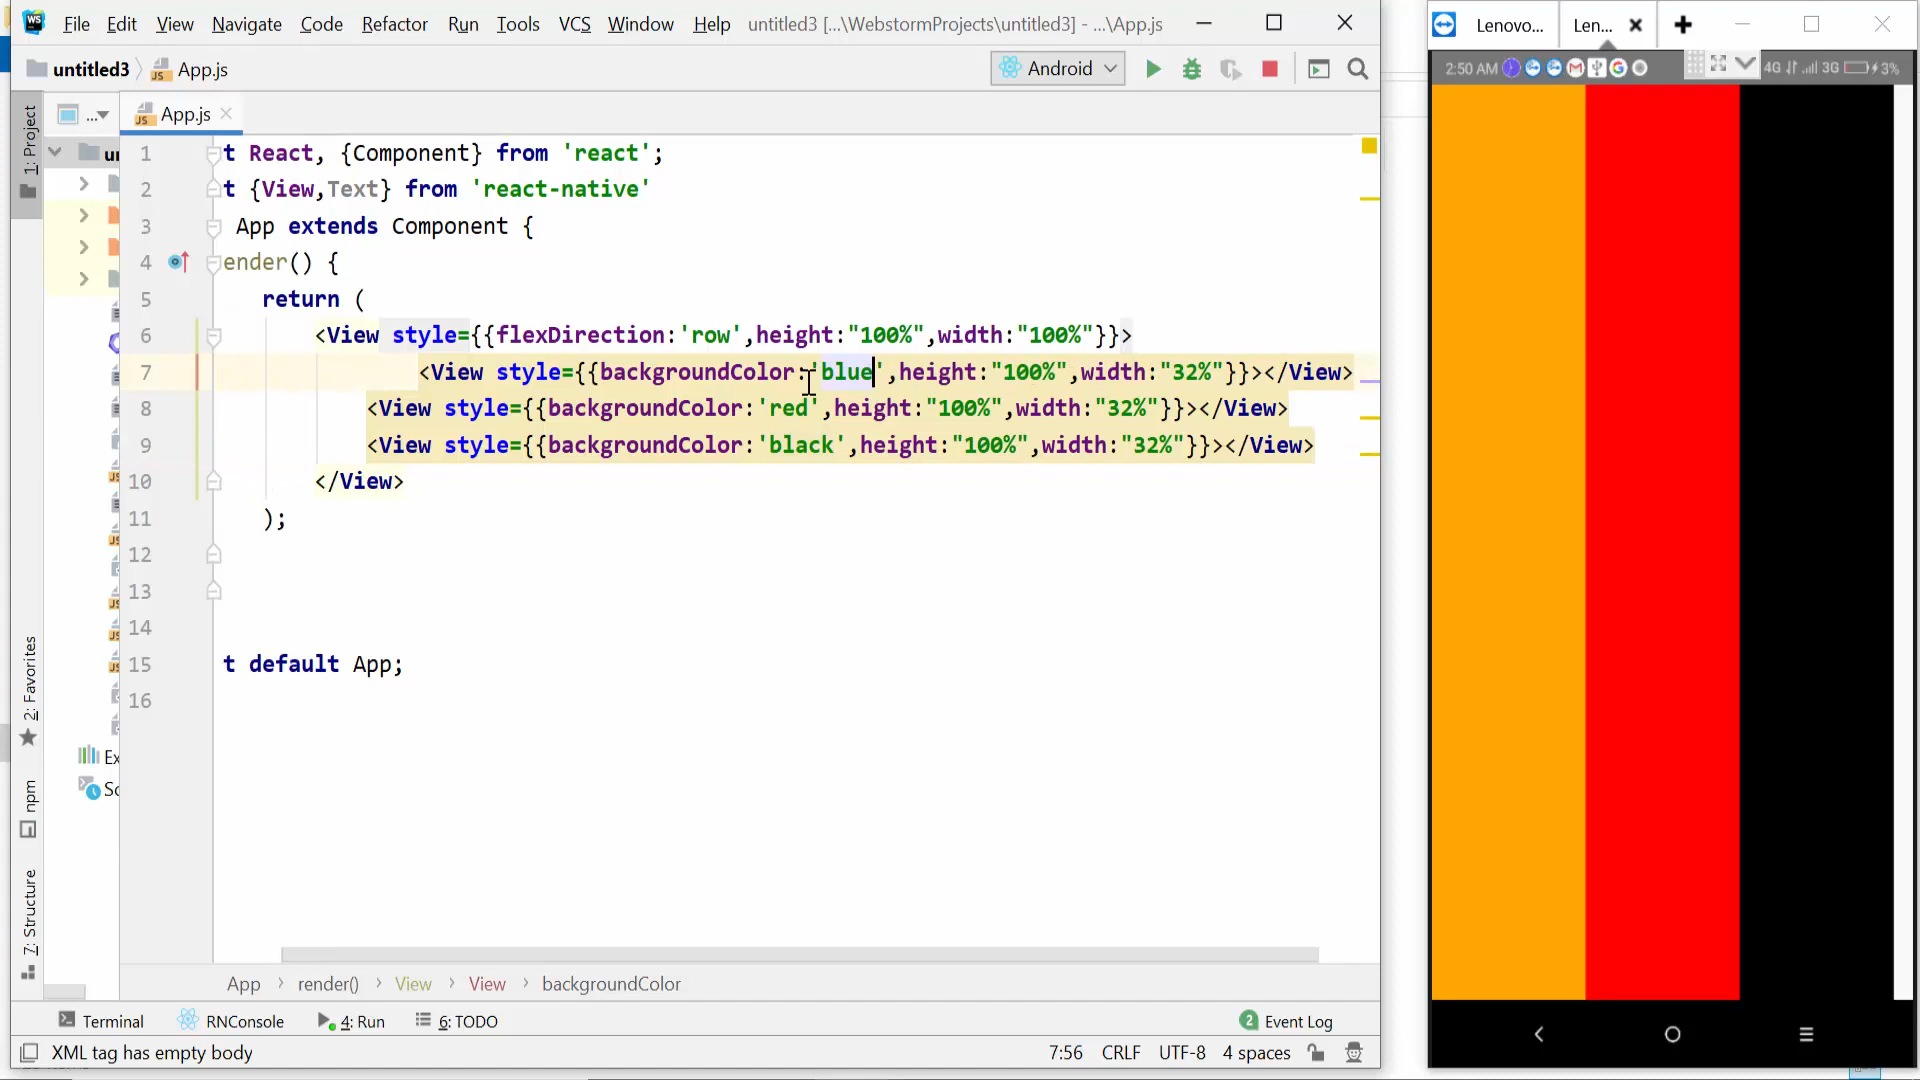 File Edit View Navigate Code Refactor Run Tools VCS Window Help untitled3 [...\WebstormProjects\untitled3] - ...\App.js
untitled3 App.js Android
1: Project
... App.js
1 t React, {Component} from 'react';
2 t {View,Text} from 'react-native'
3 App extends Component {
4 ender() {
5 return (
6 <View style={{flexDirection:'row',height:"100%",width:"100%"}}>
7 <View style={{backgroundColor:'blue',height:"100%",width:"32%"}}></View>
8 <View style={{backgroundColor:'red',height:"100%",width:"32%"}}></View>
9 <View style={{backgroundColor:'black',height:"100%",width:"32%"}}></View>
10 </View>
11 );
12
13
14
15 t default App;
16
Ex
Sc
2: Favorites
npm
7: Structure
App render() View View backgroundColor
Terminal RNConsole 4: Run 6: TODO 2 Event Log
XML tag has empty body 7:56 CRLF UTF-8 4 spaces
Lenovo... Len...
2:50 AM 4G 3G 3%